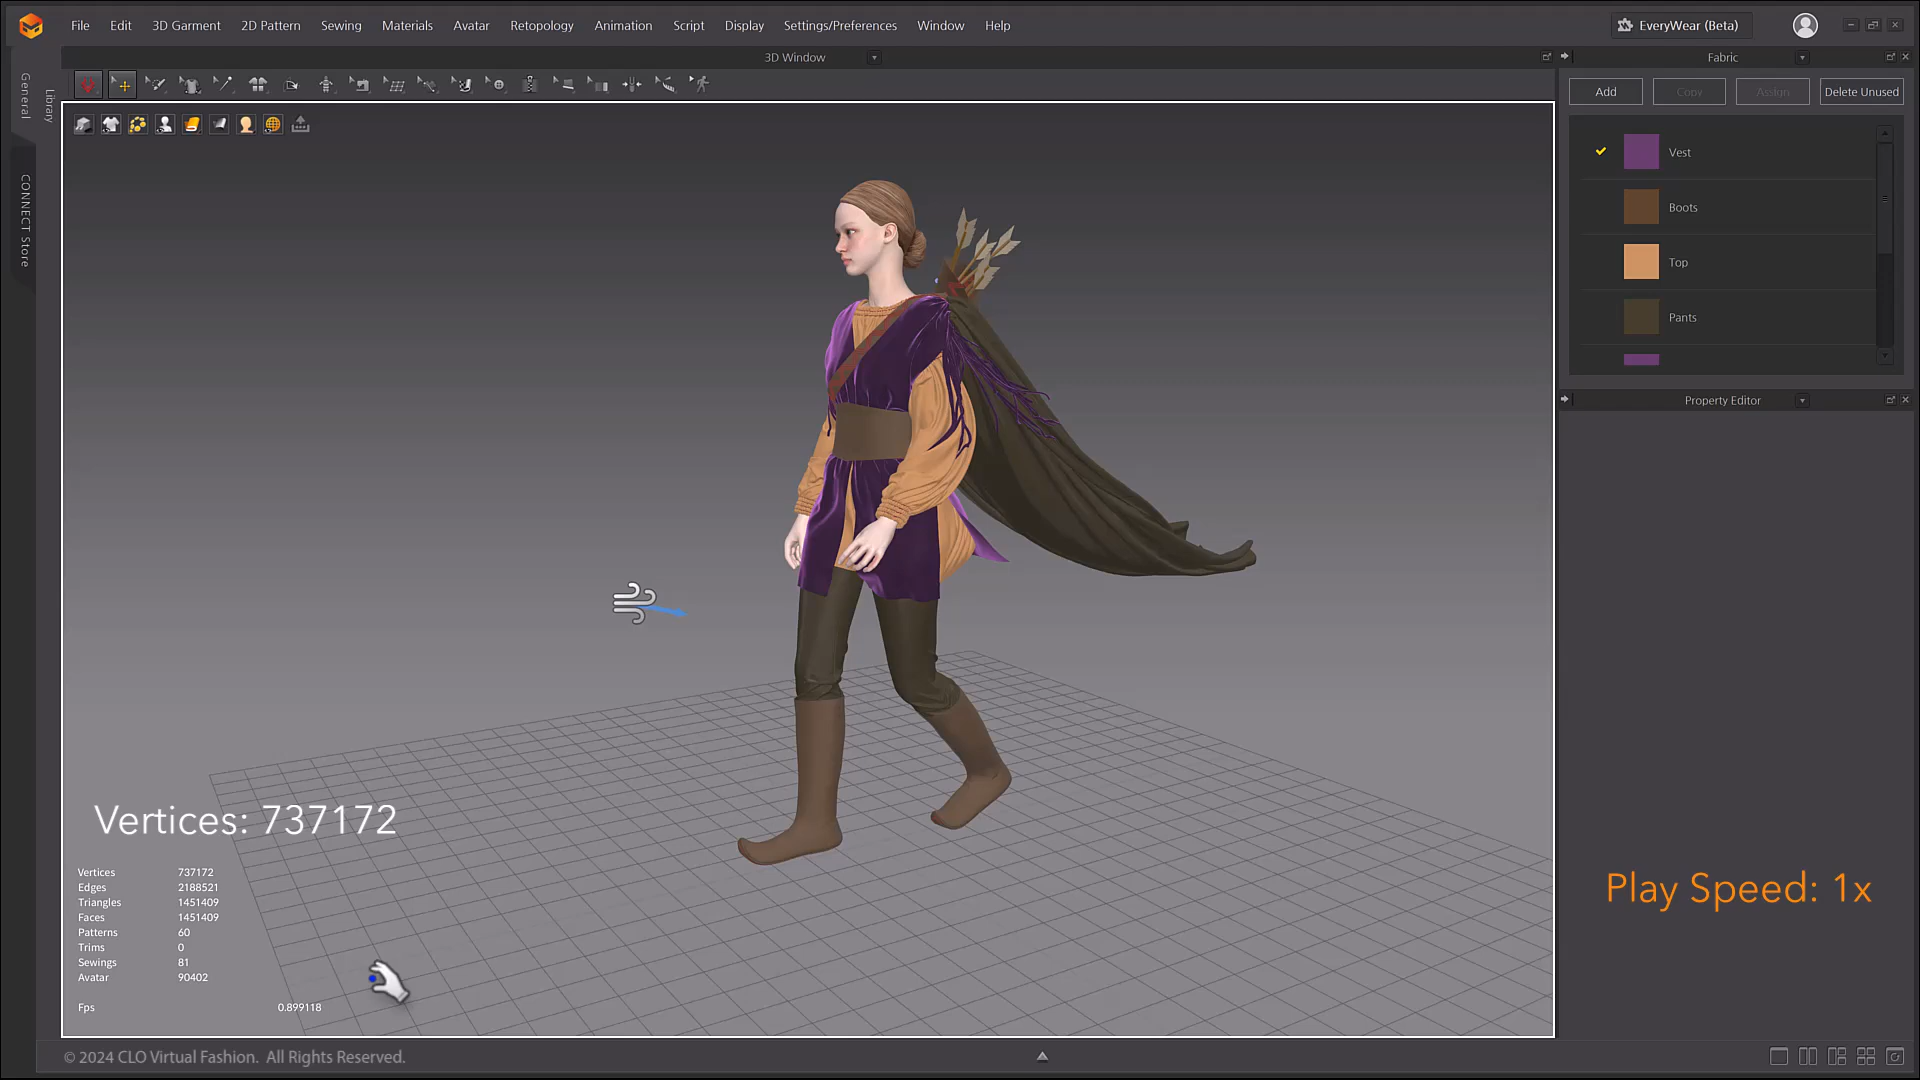 File Edit 3D Garment 2D Pattern Sewing Materials Avatar Retopology Animation Script Display Settings/Preferences Window Help EveryWear (Beta)
General
Library
CONNECT Store
3D Window
Fabric
Add Copy Assign Delete Unused
Vest
Boots
Top
Pants
Property Editor
Vertices: 737172
Vertices 737172
Edges 2188521
Triangles 1451409
Faces 1451409
Patterns 60
Trims 0
Sewings 81
Avatar 90402
Fps 0.899118
Play Speed: 1x
© 2024 CLO Virtual Fashion. All Rights Reserved.